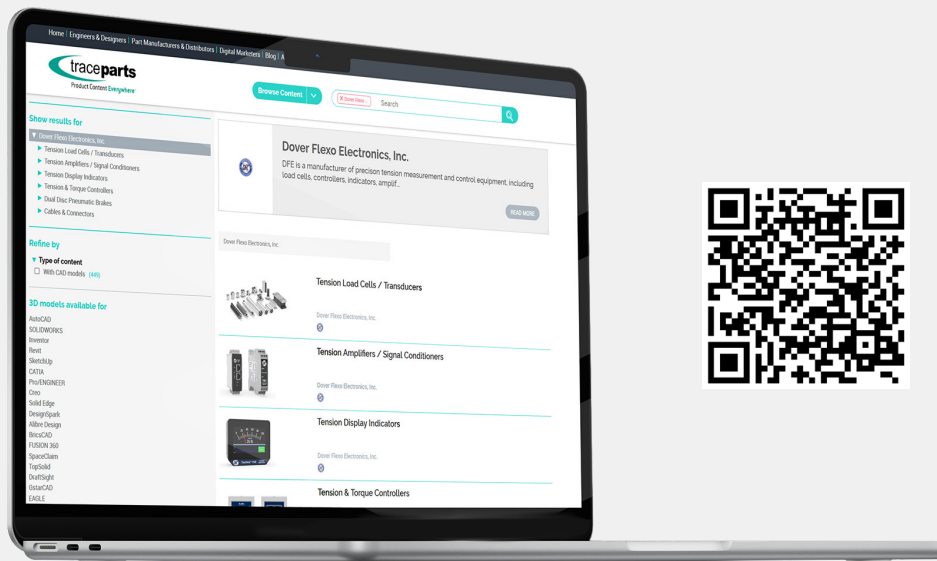 Home | Engineers & Designers | Part Manufacturers & Distributors | Digital Marketers | Blog | A
traceparts
Product Content Everywhere
Browse Content
X Dover Flexo...
Search
Show results for
Dover Flexo Electronics, Inc.
Tension Load Cells / Transducers
Tension Amplifiers / Signal Conditioners
Tension Display Indicators
Tension & Torque Controllers
Dual Disc Pneumatic Brakes
Cables & Connectors
Refine by
Type of content
With CAD models (449)
3D models available for
AutoCAD
SOLIDWORKS
Inventor
Revit
SketchUp
CATIA
Pro/ENGINEER
Creo
Solid Edge
DesignSpark
Alibre Design
BricsCAD
FUSION 360
SpaceClaim
TopSolid
DraftSight
GstarCAD
EAGLE
Dover Flexo Electronics, Inc.
DFE is a manufacturer of precison tension measurement and control equipment, including
load cells, controllers, indicators, amplif...
READ MORE
Dover Flexo Electronics, Inc.
Tension Load Cells / Transducers
Dover Flexo Electronics, Inc.
Tension Amplifiers / Signal Conditioners
Dover Flexo Electronics, Inc.
Tension Display Indicators
Dover Flexo Electronics, Inc.
Tension & Torque Controllers